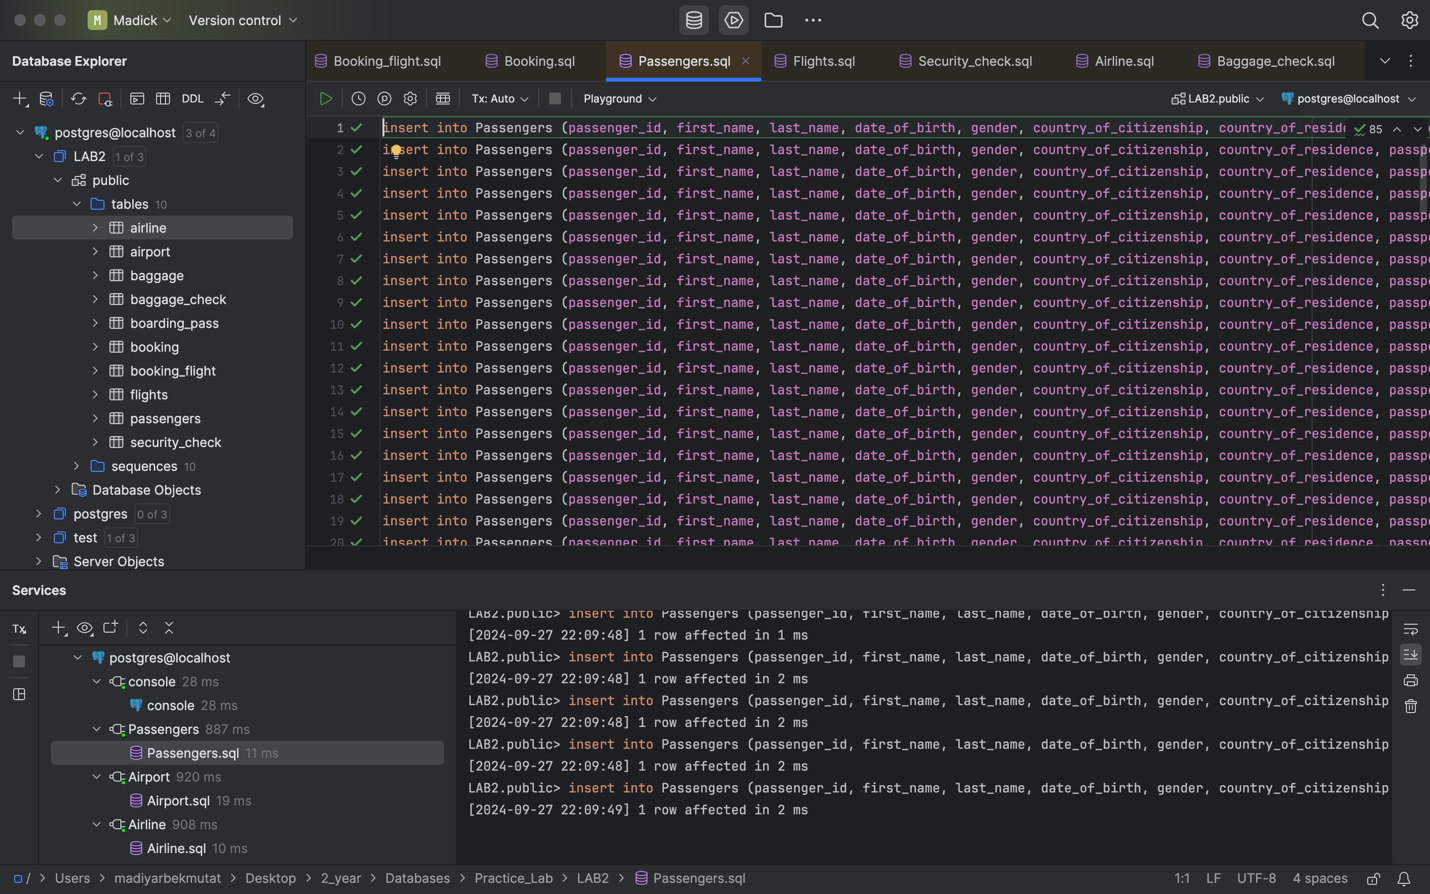 M Madick Version control
Database Explorer
Booking_flight.sql Booking.sql Passengers.sql Flights.sql Security_check.sql Airline.sql Baggage_check.sql
DDL
Tx: Auto Playground LAB2.public postgres@localhost
postgres@localhost 3 of 4
LAB2 1 of 3
public
tables 10
airline
airport
baggage
baggage_check
boarding_pass
booking
booking_flight
flights
passengers
security_check
sequences 10
Database Objects
postgres 0 of 3
test 1 of 3
Server Objects
1 insert into Passengers (passenger_id, first_name, last_name, date_of_birth, gender, country_of_citizenship, country_of_resid 85
2 insert into Passengers (passenger_id, first_name, last_name, date_of_birth, gender, country_of_citizenship, country_of_residence, passp
3 insert into Passengers (passenger_id, first_name, last_name, date_of_birth, gender, country_of_citizenship, country_of_residence, passp
4 insert into Passengers (passenger_id, first_name, last_name, date_of_birth, gender, country_of_citizenship, country_of_residence, passp
5 insert into Passengers (passenger_id, first_name, last_name, date_of_birth, gender, country_of_citizenship, country_of_residence, passp
6 insert into Passengers (passenger_id, first_name, last_name, date_of_birth, gender, country_of_citizenship, country_of_residence, passp
7 insert into Passengers (passenger_id, first_name, last_name, date_of_birth, gender, country_of_citizenship, country_of_residence, passp
8 insert into Passengers (passenger_id, first_name, last_name, date_of_birth, gender, country_of_citizenship, country_of_residence, passp
9 insert into Passengers (passenger_id, first_name, last_name, date_of_birth, gender, country_of_citizenship, country_of_residence, passp
10 insert into Passengers (passenger_id, first_name, last_name, date_of_birth, gender, country_of_citizenship, country_of_residence, passp
11 insert into Passengers (passenger_id, first_name, last_name, date_of_birth, gender, country_of_citizenship, country_of_residence, passp
12 insert into Passengers (passenger_id, first_name, last_name, date_of_birth, gender, country_of_citizenship, country_of_residence, passp
13 insert into Passengers (passenger_id, first_name, last_name, date_of_birth, gender, country_of_citizenship, country_of_residence, passp
14 insert into Passengers (passenger_id, first_name, last_name, date_of_birth, gender, country_of_citizenship, country_of_residence, passp
15 insert into Passengers (passenger_id, first_name, last_name, date_of_birth, gender, country_of_citizenship, country_of_residence, passp
16 insert into Passengers (passenger_id, first_name, last_name, date_of_birth, gender, country_of_citizenship, country_of_residence, passp
17 insert into Passengers (passenger_id, first_name, last_name, date_of_birth, gender, country_of_citizenship, country_of_residence, passp
18 insert into Passengers (passenger_id, first_name, last_name, date_of_birth, gender, country_of_citizenship, country_of_residence, passp
19 insert into Passengers (passenger_id, first_name, last_name, date_of_birth, gender, country_of_citizenship, country_of_residence, passp
20 insert into Passengers (passenger_id, first_name, last_name, date_of_birth, gender, country_of_citizenship, country_of_residence, passp
Services
Tx
postgres@localhost
console 28 ms
console 28 ms
Passengers 887 ms
Passengers.sql 11 ms
Airport 920 ms
Airport.sql 19 ms
Airline 908 ms
Airline.sql 10 ms
LAB2.public> insert into Passengers (passenger_id, first_name, last_name, date_of_birth, gender, country_of_citizenship
[2024-09-27 22:09:48] 1 row affected in 1 ms
LAB2.public> insert into Passengers (passenger_id, first_name, last_name, date_of_birth, gender, country_of_citizenship
[2024-09-27 22:09:48] 1 row affected in 2 ms
LAB2.public> insert into Passengers (passenger_id, first_name, last_name, date_of_birth, gender, country_of_citizenship
[2024-09-27 22:09:48] 1 row affected in 2 ms
LAB2.public> insert into Passengers (passenger_id, first_name, last_name, date_of_birth, gender, country_of_citizenship
[2024-09-27 22:09:48] 1 row affected in 2 ms
LAB2.public> insert into Passengers (passenger_id, first_name, last_name, date_of_birth, gender, country_of_citizenship
[2024-09-27 22:09:49] 1 row affected in 2 ms
/ > Users > madiyarbekmutat > Desktop > 2_year > Databases > Practice_Lab > LAB2 > Passengers.sql 1:1 LF UTF-8 4 spaces